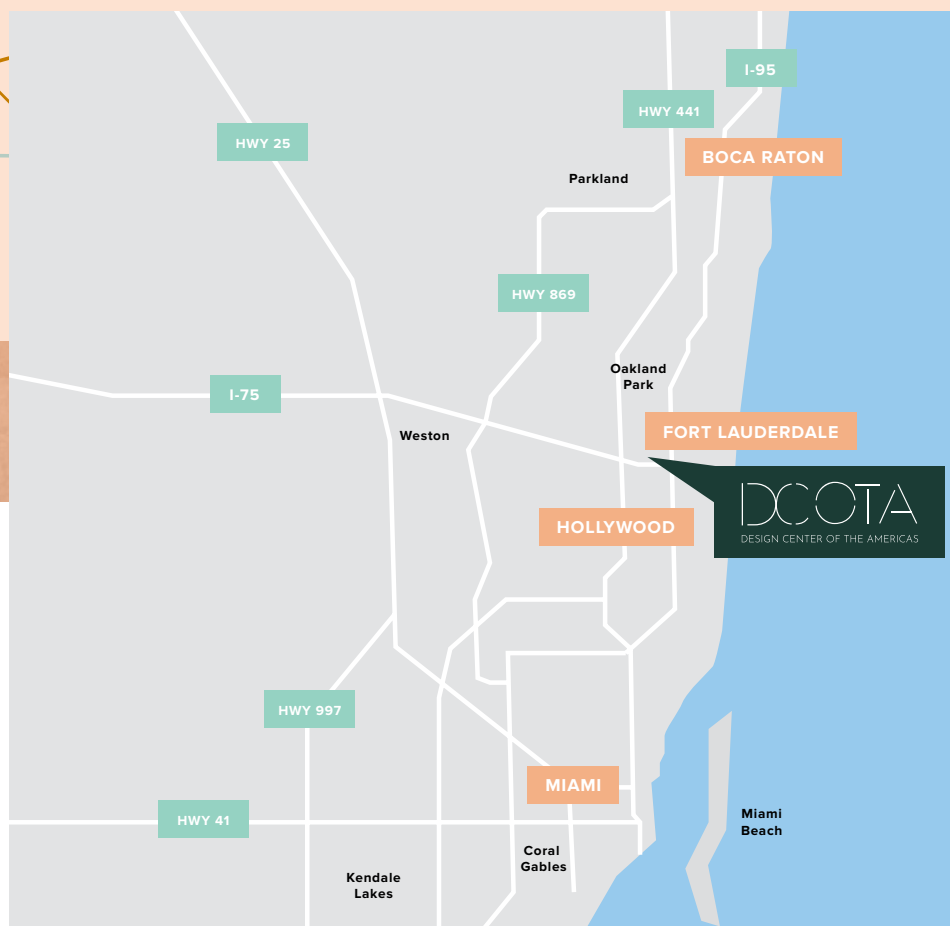 I-95
HWY 441
HWY 25
BOCA RATON
Parkland
HWY 869
Oakland
Park
I-75
Weston
FORT LAUDERDALE
DCOTA
DESIGN CENTER OF THE AMERICAS
HOLLYWOOD
HWY 997
MIAMI
HWY 41
Miami
Beach
Coral
Gables
Kendale
Lakes